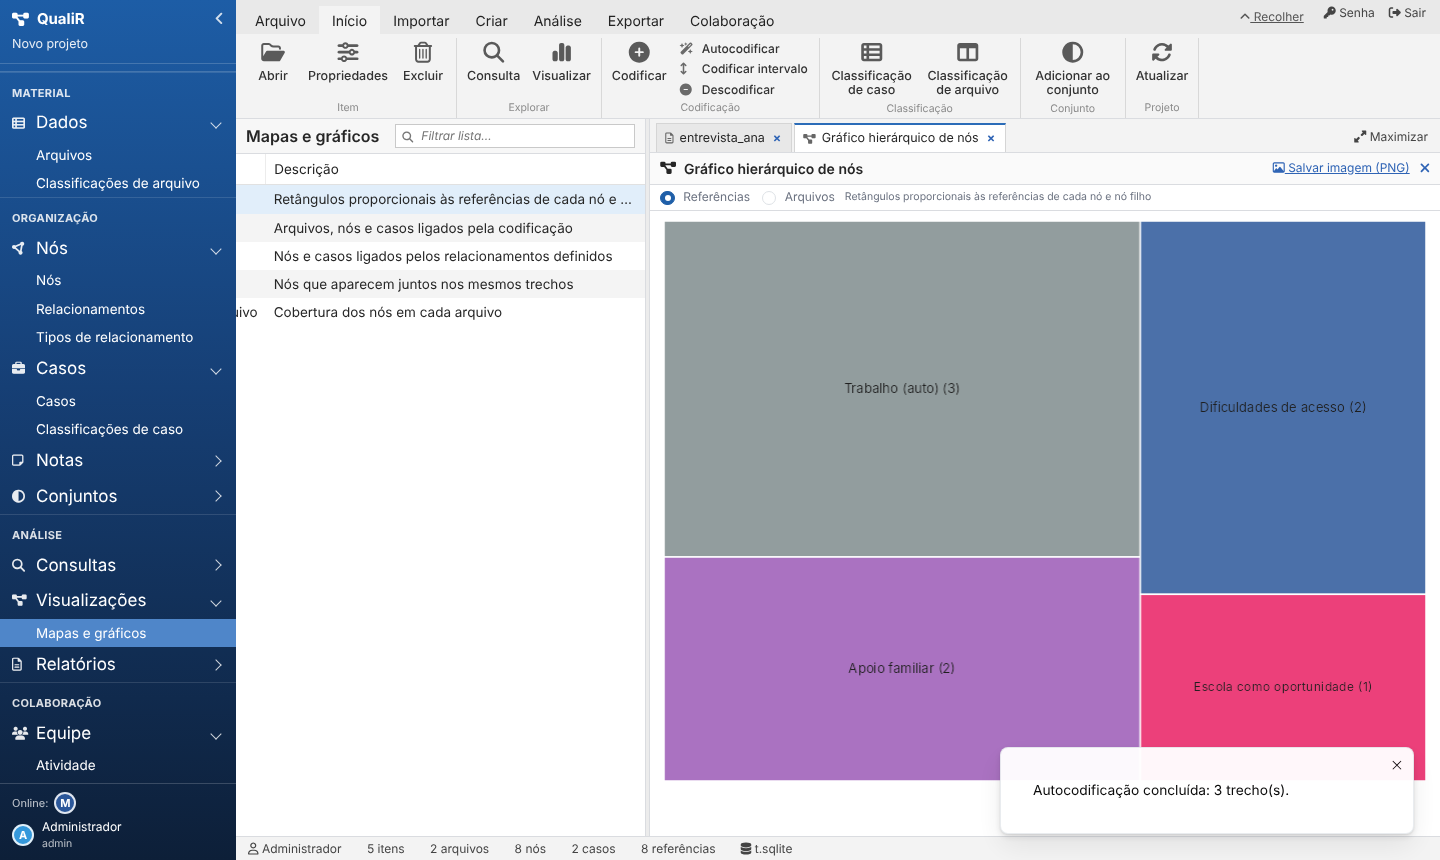 QualiR
Novo projeto
MATERIAL
Dados
Arquivos
Classificações de arquivo
ORGANIZAÇÃO
Nós
Nós
Relacionamentos
Tipos de relacionamento
Casos
Casos
Classificações de caso
Notas
Conjuntos
ANÁLISE
Consultas
Visualizações
Mapas e gráficos
Relatórios
COLABORAÇÃO
Equipe
Atividade
Online: M
A Administrador
admin
Arquivo Início Importar Criar Análise Exportar Colaboração
Recolher Senha Sair
Abrir Propriedades Excluir
Item
Consulta Visualizar
Explorar
Codificar
Autocodificar
Codificar intervalo
Descodificar
Codificação
Classificação de caso
Classificação de arquivo
Classificação
Adicionar ao conjunto
Conjunto
Atualizar
Projeto
Mapas e gráficos Filtrar lista...
Descrição
Retângulos proporcionais às referências de cada nó e ...
Arquivos, nós e casos ligados pela codificação
Nós e casos ligados pelos relacionamentos definidos
Nós que aparecem juntos nos mesmos trechos
ivo Cobertura dos nós em cada arquivo
entrevista_ana × Gráfico hierárquico de nós × Maximizar
Gráfico hierárquico de nós Salvar imagem (PNG) ×
Referências Arquivos Retângulos proporcionais às referências de cada nó e nó filho
Trabalho (auto) (3)
Dificuldades de acesso (2)
Apoio familiar (2)
Escola como oportunidade (1)
Autocodificação concluída: 3 trecho(s).
Administrador 5 itens 2 arquivos 8 nós 2 casos 8 referências t.sqlite